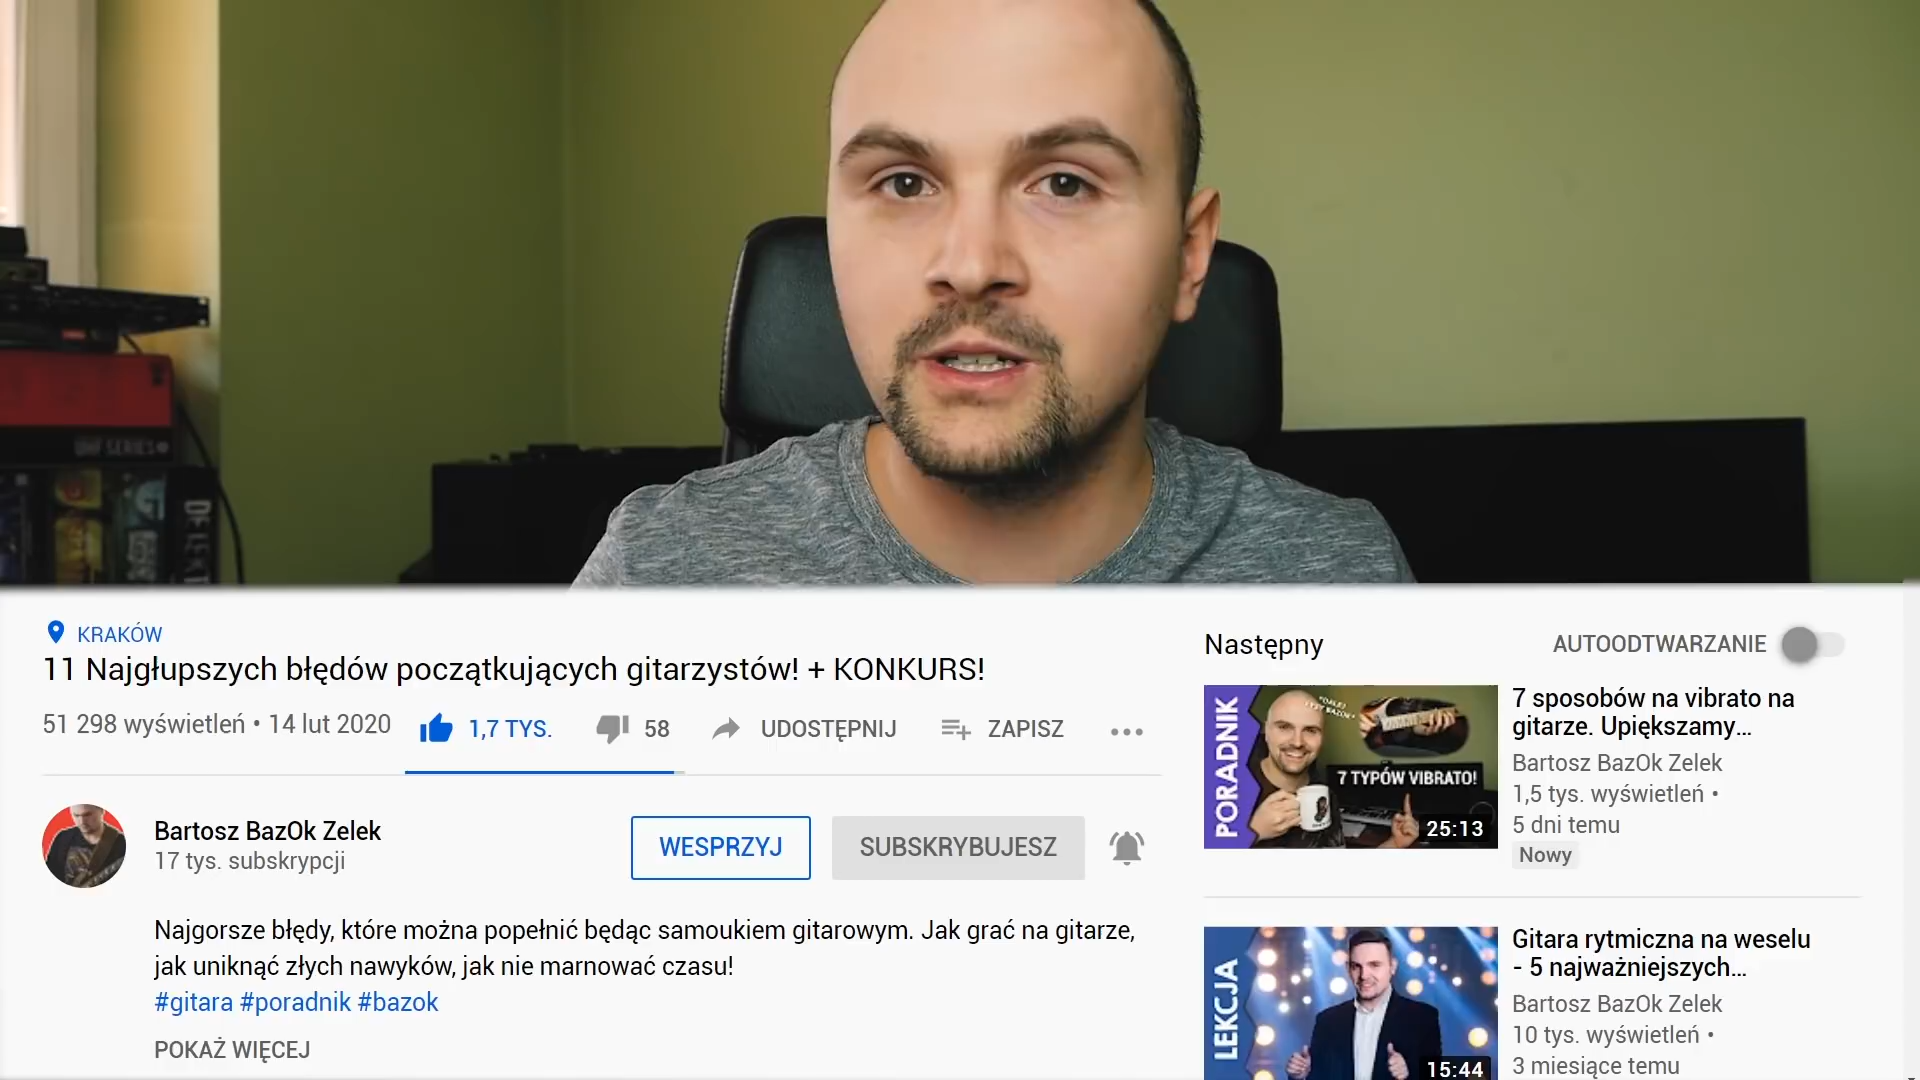 UHF SERIES
KRAKÓW
11 Najgłupszych błędów początkujących gitarzystów! + KONKURS!
51 298 wyświetleń • 14 lut 2020
1,7 TYS.
58
UDOSTĘPNIJ
ZAPISZ
Bartosz BazOk Zelek
17 tys. subskrypcji
WESPRZYJ
SUBSKRYBUJESZ
Najgorsze błędy, które można popełnić będąc samoukiem gitarowym. Jak grać na gitarze,
jak uniknąć złych nawyków, jak nie marnować czasu!
#gitara #poradnik #bazok
POKAŻ WIĘCEJ
Następny
AUTOODTWARZANIE
PORADNIK
7 TYPÓW VIBRATO!
25:13
7 sposobów na vibrato na
gitarze. Upiększamy...
Bartosz BazOk Zelek
1,5 tys. wyświetleń •
5 dni temu
Nowy
LEKCJA
15:44
Gitara rytmiczna na weselu
- 5 najważniejszych...
Bartosz BazOk Zelek
10 tys. wyświetleń •
3 miesiące temu